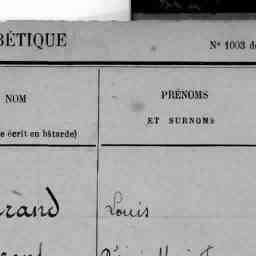 BÉTIQUE
N° 1003 de
NOM
PRÉNOMS
ET SURNOMS
e écrit en bâtarde)
rand Louis